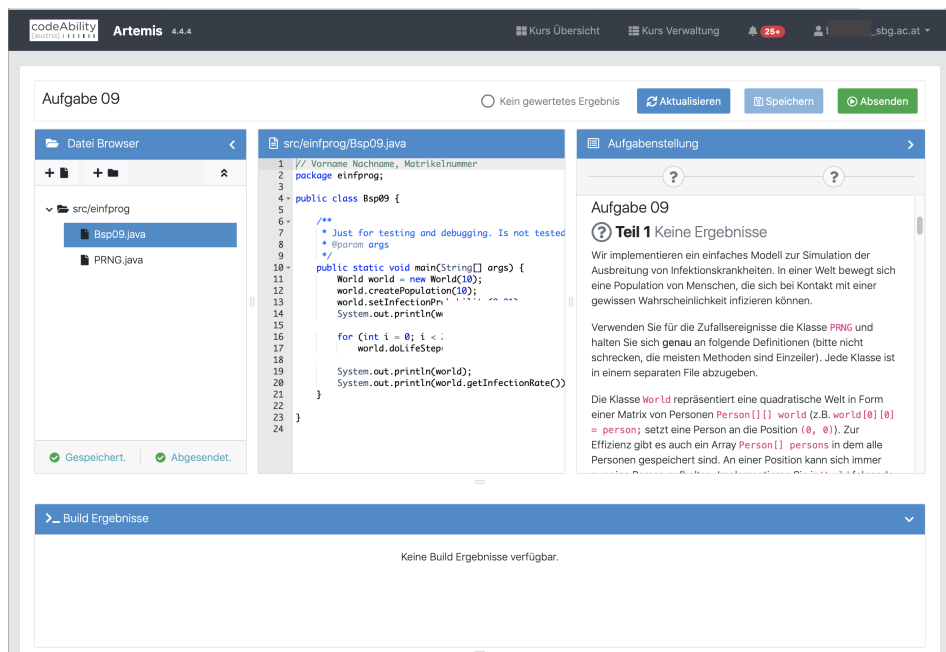 codeAbility
[austria]
Artemis 4.4.4
Kurs Übersicht
Kurs Verwaltung
25+
_sbg.ac.at
Aufgabe 09
Kein gewertetes Ergebnis
Aktualisieren
Speichern
Absenden
Datei Browser
src/einfprog
Bsp09.java
PRNG.java
Gespeichert.
Abgesendet.
src/einfprog/Bsp09.java
1 // Vorname Nachname, Matrikelnummer
2 package einfprog;
3
4 public class Bsp09 {
5
6 /**
7 * Just for testing and debugging. Is not tested
8 * @param args
9 */
10 public static void main(String[] args) {
11 World world = new World(10);
12 world.createPopulation(10);
13 world.setInfectionPr
14 System.out.println(w
15
16 for (int i = 0; i <
17 world.doLifeStep
18
19 System.out.println(world);
20 System.out.println(world.getInfectionRate())
21 }
22
23 }
24
Aufgabenstellung
? ?
Aufgabe 09
? Teil 1 Keine Ergebnisse
Wir implementieren ein einfaches Modell zur Simulation der
Ausbreitung von Infektionskrankheiten. In einer Welt bewegt sich
eine Population von Menschen, die sich bei Kontakt mit einer
gewissen Wahrscheinlichkeit infizieren können.
Verwenden Sie für die Zufallsereignisse die Klasse PRNG und
halten Sie sich genau an folgende Definitionen (bitte nicht
schrecken, die meisten Methoden sind Einzeiler). Jede Klasse ist
in einem separaten File abzugeben.
Die Klasse World repräsentiert eine quadratische Welt in Form
einer Matrix von Personen Person[][] world (z.B. world[0][0]
= person; setzt eine Person an die Position (0, 0)). Zur
Effizienz gibt es auch ein Array Person[] persons in dem alle
Personen gespeichert sind. An einer Position kann sich immer
Build Ergebnisse
Keine Build Ergebnisse verfügbar.